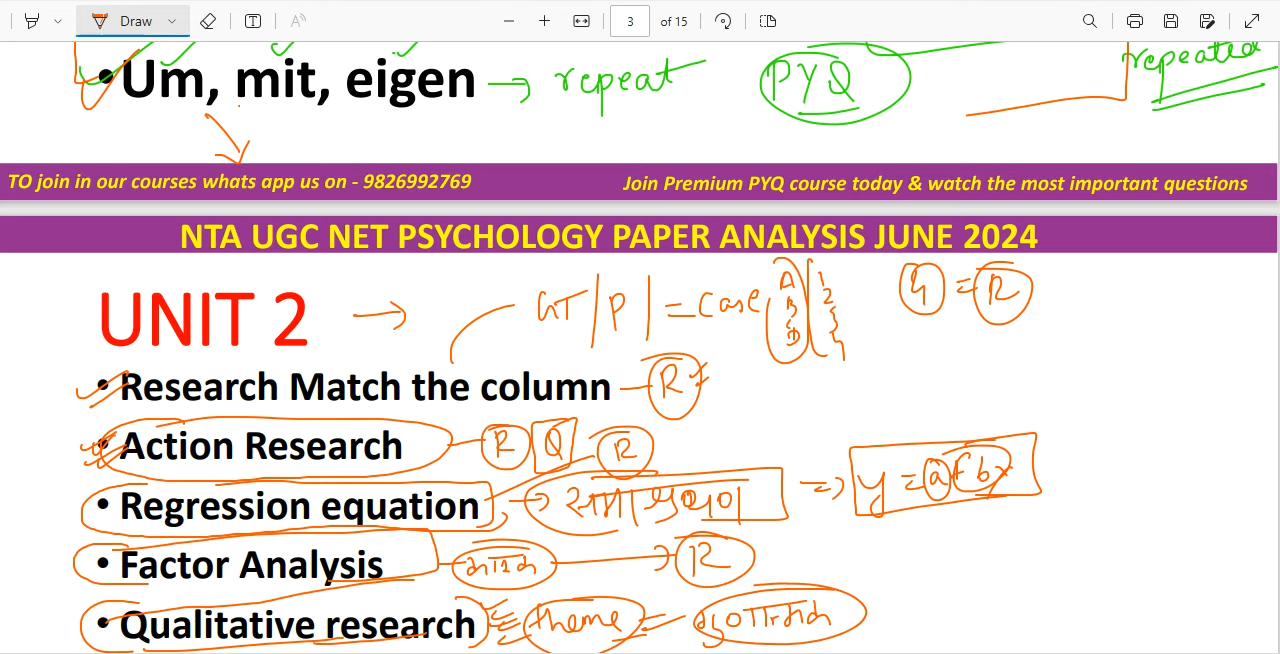 Draw
3 of 15
repeated
• Um, mit, eigen → repeat PYQ
TO join in our courses whats app us on - 9826992769 Join Premium PYQ course today & watch the most important questions
NTA UGC NET PSYCHOLOGY PAPER ANALYSIS JUNE 2024
UNIT 2 → = Case A B C D 1 2 3 4 = R
• Research Match the column R
• Action Research R Q R
• Regression equation → ⇒ y = a + bx
• Factor Analysis कारक → R
• Qualitative research theme = गुणात्मक